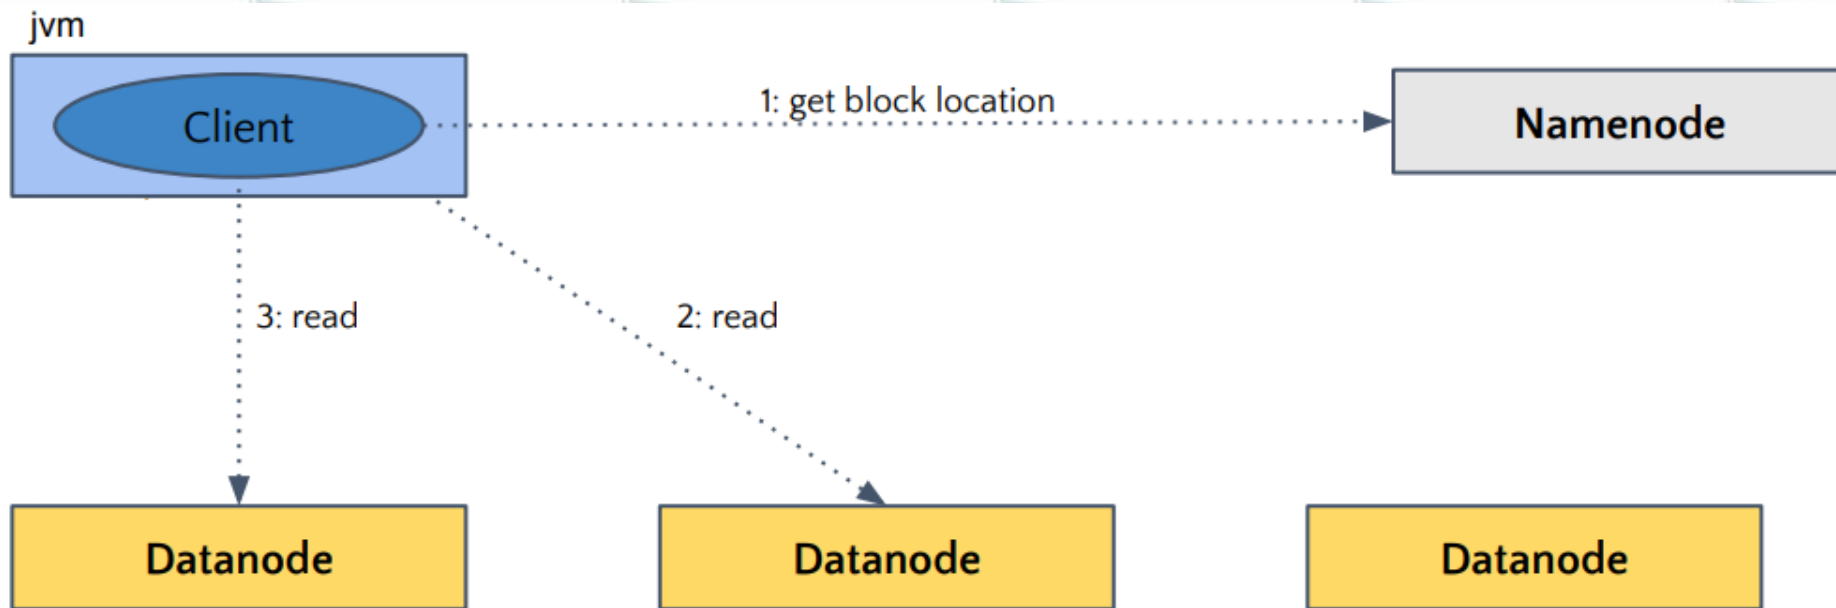 jvm
Client
1: get block location
Namenode
3: read
2: read
Datanode
Datanode
Datanode